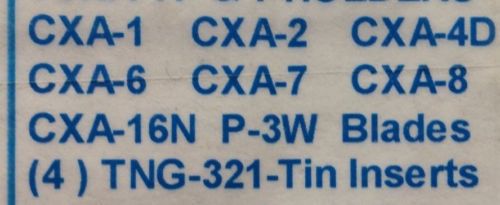 CXA-1 CXA-2 CXA-4D
CXA-6 CXA-7 CXA-8
CXA-16N P-3W Blades
(4 ) TNG-321-Tin Inserts